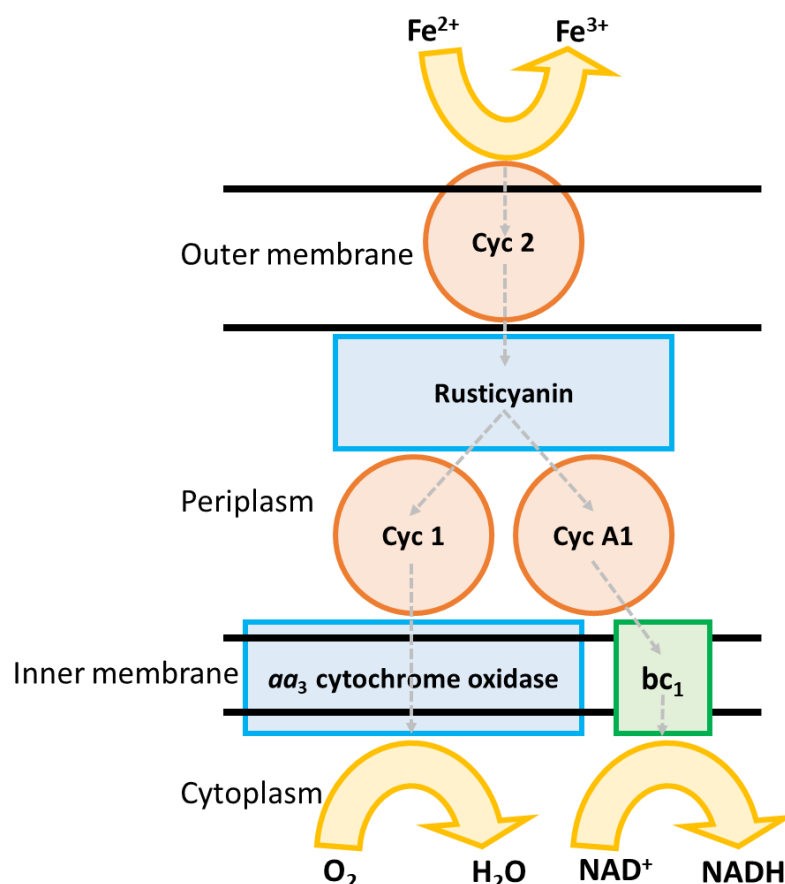 Fe²⁺ Fe³⁺
Cyc 2
Outer membrane
Rusticyanin
Periplasm
Cyc 1 Cyc A1
Inner membrane aa₃ cytochrome oxidase bc₁
Cytoplasm
O₂ H₂O NAD⁺ NADH